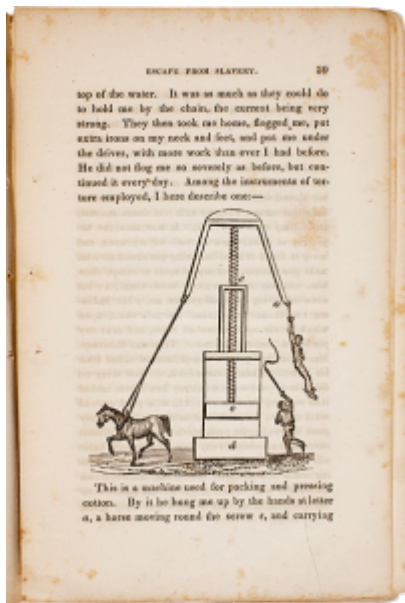 ESCAPE FROM SLAVERY. 59
top of the water. It was as much as they could do
to hold me by the chain, the current being very
strong. They then took me home, flogged me, put
extra irons on my neck and feet, and put me under
the driver, with more work than ever I had before.
He did not flog me so severely as before, but con-
tinued it every day. Among the instruments of tor-
ture employed, I here describe one:—
c
a
e
d
This is a machine used for packing and pressing
cotton. By it he hung me up by the hands at letter
a, a horse moving round the screw e, and carrying